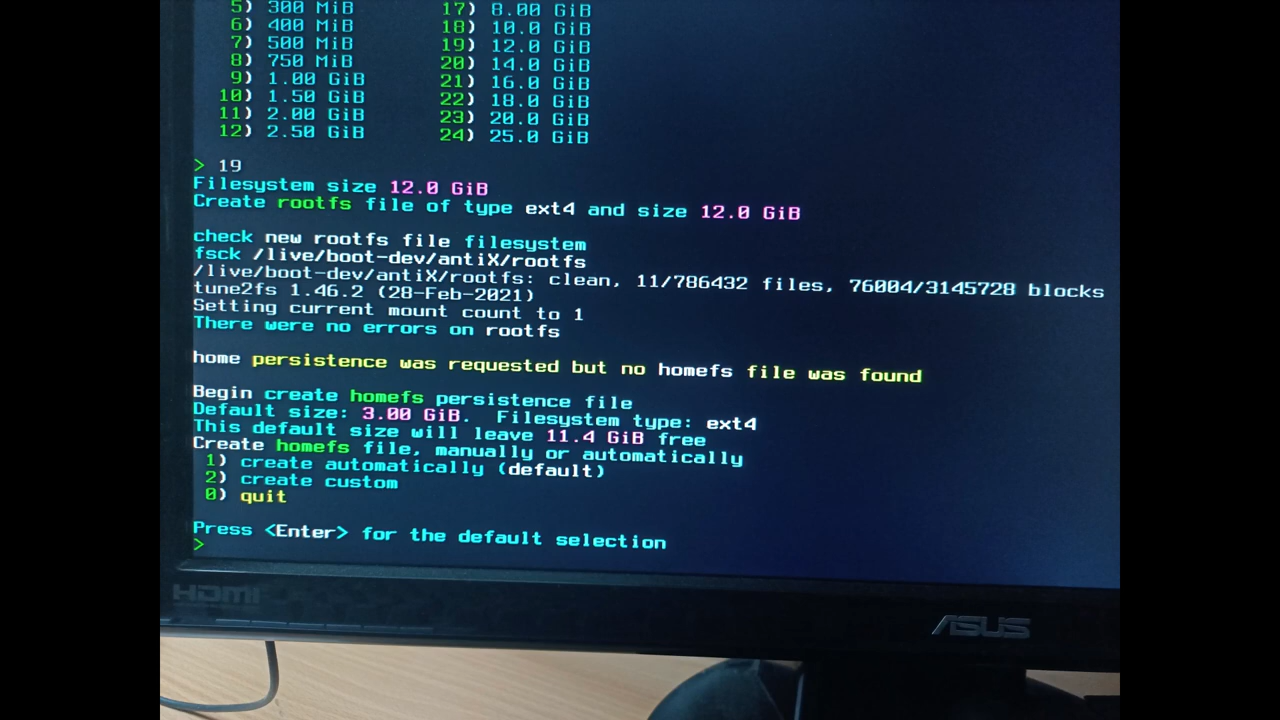 5) 300 MiB 17) 8.00 GiB
6) 400 MiB 18) 10.0 GiB
7) 500 MiB 19) 12.0 GiB
8) 750 MiB 20) 14.0 GiB
9) 1.00 GiB 21) 16.0 GiB
10) 1.50 GiB 22) 18.0 GiB
11) 2.00 GiB 23) 20.0 GiB
12) 2.50 GiB 24) 25.0 GiB
> 19
Filesystem size 12.0 GiB
Create rootfs file of type ext4 and size 12.0 GiB
check new rootfs file filesystem
fsck /live/boot-dev/antiX/rootfs
/live/boot-dev/antiX/rootfs: clean, 11/786432 files, 76004/3145728 blocks
tune2fs 1.46.2 (28-Feb-2021)
Setting current mount count to 1
There were no errors on rootfs
home persistence was requested but no homefs file was found
Begin create homefs persistence file
Default size: 3.00 GiB. Filesystem type: ext4
This default size will leave 11.4 GiB free
Create homefs file, manually or automatically
1) create automatically (default)
2) create custom
0) quit
Press <Enter> for the default selection
>
HDMI
ASUS